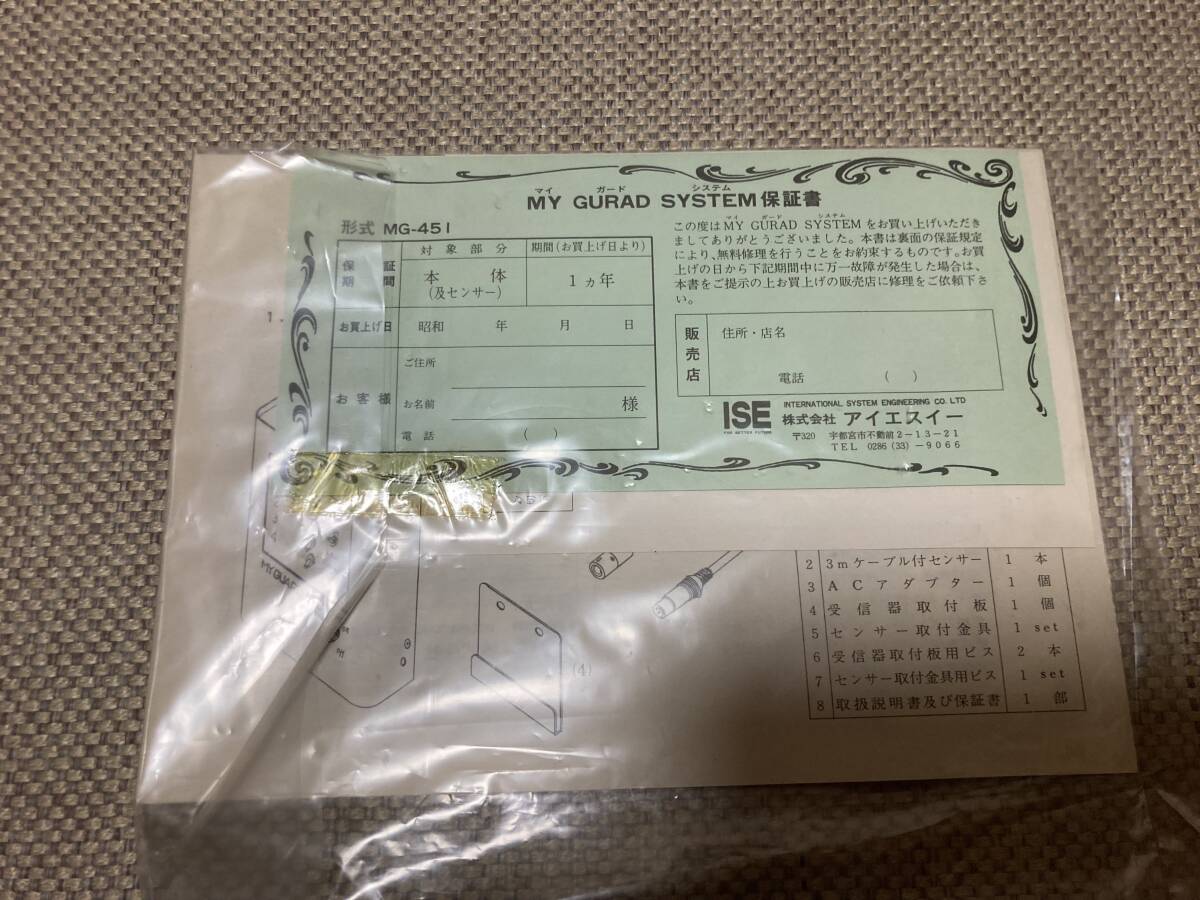 マイ ガード システム
MY GURAD SYSTEM 保証書
形式 MG-451
対象部分 期間(お買上げ日より)
保証期間 本体(及センサー) 1ヵ年
お買上げ日 昭和 年 月 日
お客様
ご住所
お名前 様
電話 ( )
マイ ガード システム
この度はMY GURAD SYSTEMをお買い上げいただき
ましてありがとうございました。本書は裏面の保証規定
により、無料修理を行うことをお約束するものです。お買
上げの日から下記期間中に万一故障が発生した場合は、
本書をご提示の上お買上げの販売店に修理をご依頼下さ
い。
販売店
住所・店名
電話 ( )
ISE
FOR BETTER FUTURE
INTERNATIONAL SYSTEM ENGINEERING CO. LTD
株式会社 アイエスイー
〒320 宇都宮市不動前2-13-21
TEL 0286 (33) -9066
1.
2 3mケーブル付センサー 1 本
3 ACアダプター 1 個
4 受信器取付板 1 個
5 センサー取付金具 1 set
6 受信器取付板用ビス 2 本
7 センサー取付金具用ビス 1 set
8 取扱説明書及び保証書 1 部
(4)